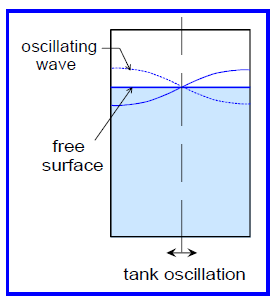 oscillating
wave
free
surface
tank oscillation